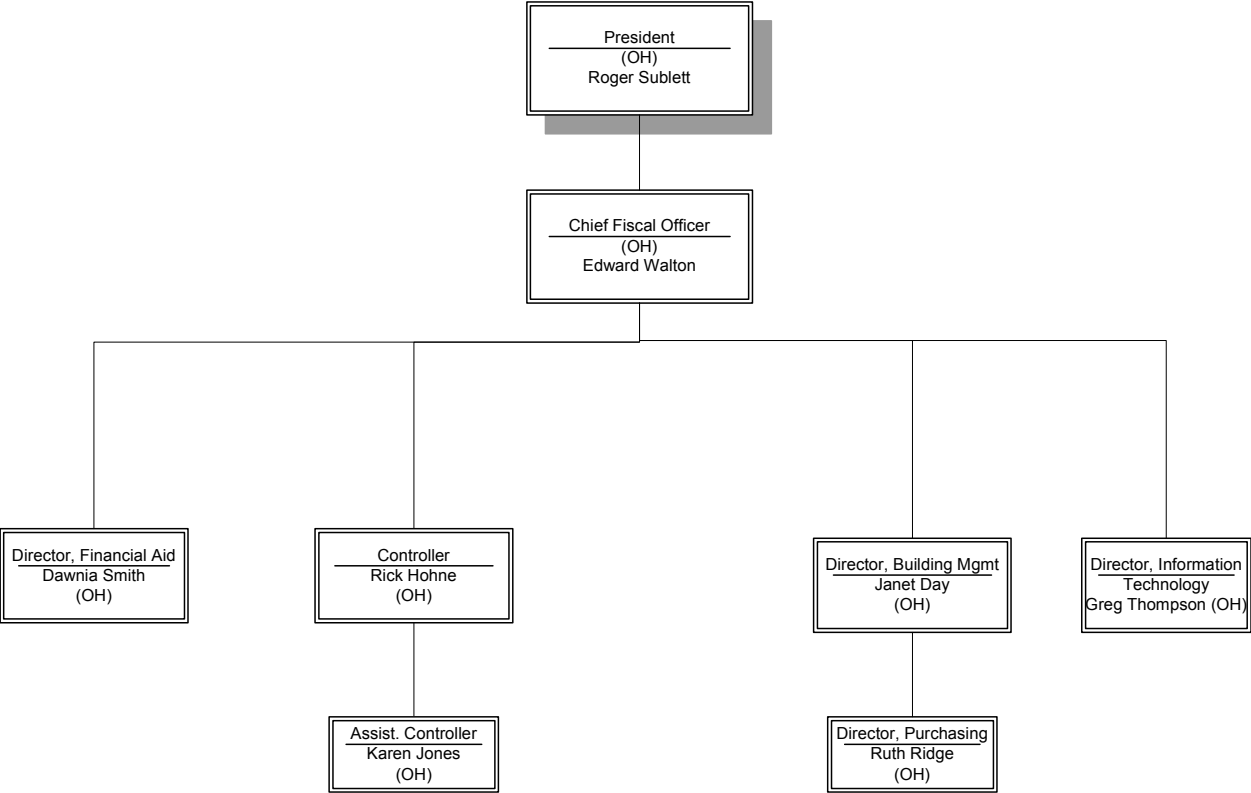 President
(OH)
Roger Sublett
Chief Fiscal Officer
(OH)
Edward Walton
Director, Financial Aid
Dawnia Smith
(OH)
Controller
Rick Hohne
(OH)
Director, Building Mgmt
Janet Day
(OH)
Director, Information
Technology
Greg Thompson (OH)
Assist. Controller
Karen Jones
(OH)
Director, Purchasing
Ruth Ridge
(OH)